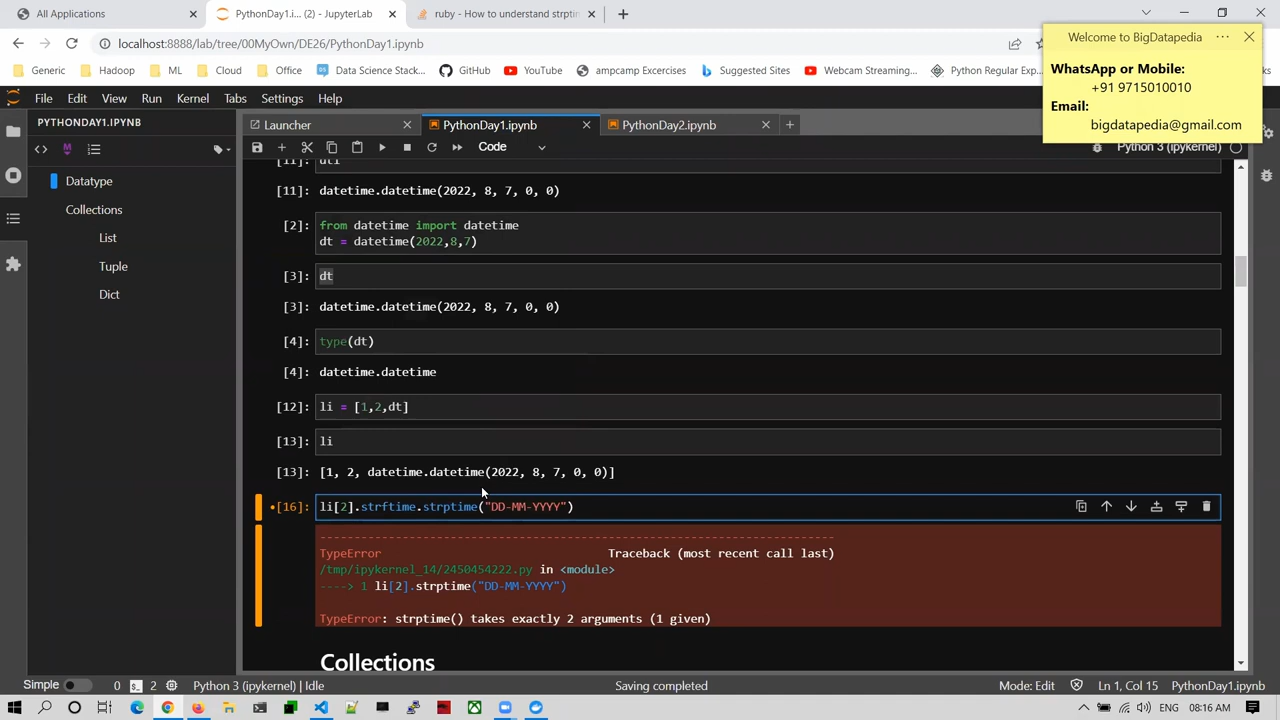 All Applications
PythonDay1.i... (2) - JupyterLab
ruby - How to understand strptin
localhost:8888/lab/tree/00MyOwn/DE26/PythonDay1.ipynb
Generic Hadoop ML Cloud Office Data Science Stack... GitHub YouTube ampcamp Excercises Suggested Sites Webcam Streaming... Python Regular Exp
Welcome to BigDatapedia ...
WhatsApp or Mobile:
+91 9715010010
Email:
bigdatapedia@gmail.com
File Edit View Run Kernel Tabs Settings Help
PYTHONDAY1.IPYNB
Launcher
PythonDay1.ipynb
PythonDay2.ipynb
Code
Python 3 (ipykernel)
Datatype
Collections
List
Tuple
Dict
[11]: dt1
[11]: datetime.datetime(2022, 8, 7, 0, 0)
[2]: from datetime import datetime
dt = datetime(2022,8,7)
[3]: dt
[3]: datetime.datetime(2022, 8, 7, 0, 0)
[4]: type(dt)
[4]: datetime.datetime
[12]: li = [1,2,dt]
[13]: li
[13]: [1, 2, datetime.datetime(2022, 8, 7, 0, 0)]
[16]: li[2].strftime.strptime("DD-MM-YYYY")
---------------------------------------------------------------------------
TypeError Traceback (most recent call last)
/tmp/ipykernel_14/2450454222.py in <module>
----> 1 li[2].strptime("DD-MM-YYYY")
TypeError: strptime() takes exactly 2 arguments (1 given)
Collections
Simple 0 2 Python 3 (ipykernel) | Idle Saving completed Mode: Edit Ln 1, Col 15 PythonDay1.ipynb
ENG 08:16 AM